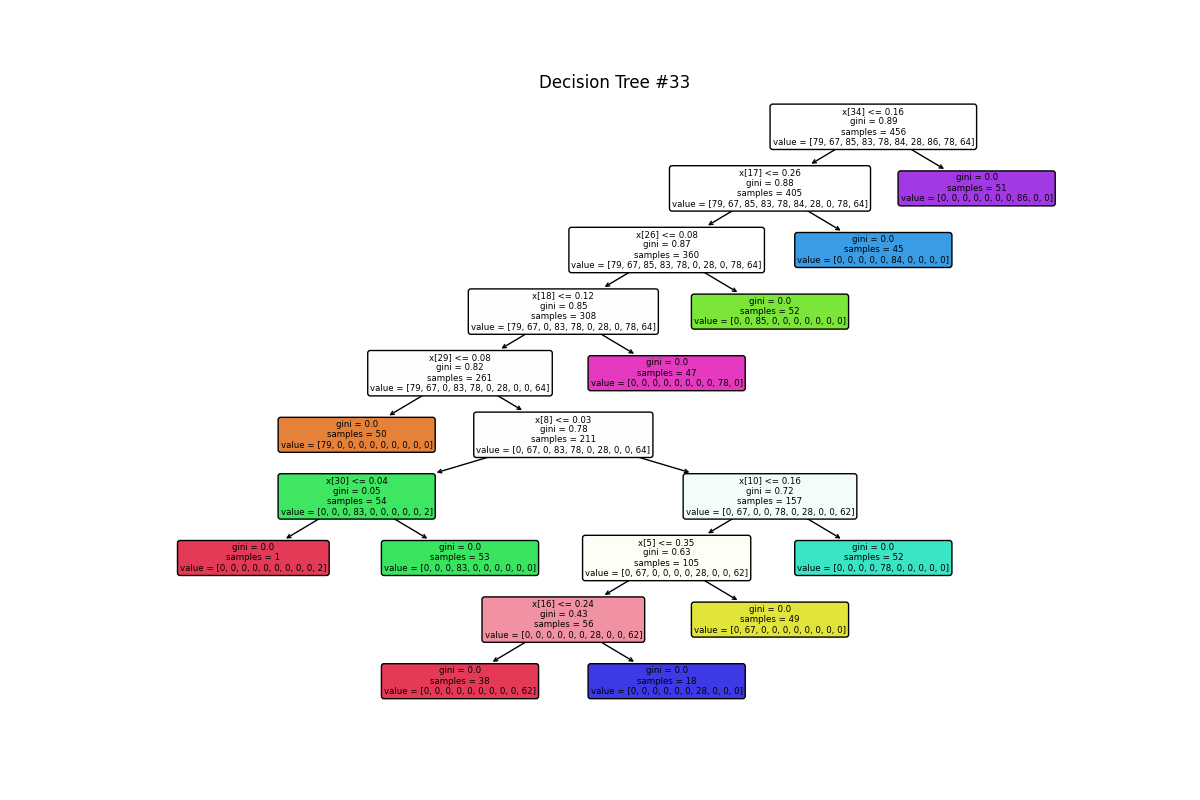 Decision Tree #33
x[34] <= 0.16
gini = 0.89
samples = 456
value = [79, 67, 85, 83, 78, 84, 28, 86, 78, 64]
x[17] <= 0.26
gini = 0.88
samples = 405
value = [79, 67, 85, 83, 78, 84, 28, 0, 78, 64]
gini = 0.0
samples = 51
value = [0, 0, 0, 0, 0, 0, 0, 86, 0, 0]
x[26] <= 0.08
gini = 0.87
samples = 360
value = [79, 67, 85, 83, 78, 0, 28, 0, 78, 64]
gini = 0.0
samples = 45
value = [0, 0, 0, 0, 0, 84, 0, 0, 0, 0]
x[18] <= 0.12
gini = 0.85
samples = 308
value = [79, 67, 0, 83, 78, 0, 28, 0, 78, 64]
gini = 0.0
samples = 52
value = [0, 0, 85, 0, 0, 0, 0, 0, 0, 0]
x[29] <= 0.08
gini = 0.82
samples = 261
value = [79, 67, 0, 83, 78, 0, 28, 0, 0, 64]
gini = 0.0
samples = 47
value = [0, 0, 0, 0, 0, 0, 0, 0, 78, 0]
gini = 0.0
samples = 50
value = [79, 0, 0, 0, 0, 0, 0, 0, 0, 0]
x[8] <= 0.03
gini = 0.78
samples = 211
value = [0, 67, 0, 83, 78, 0, 28, 0, 0, 64]
x[30] <= 0.04
gini = 0.05
samples = 54
value = [0, 0, 0, 83, 0, 0, 0, 0, 0, 2]
x[10] <= 0.16
gini = 0.72
samples = 157
value = [0, 67, 0, 0, 78, 0, 28, 0, 0, 62]
gini = 0.0
samples = 1
value = [0, 0, 0, 0, 0, 0, 0, 0, 0, 2]
gini = 0.0
samples = 53
value = [0, 0, 0, 83, 0, 0, 0, 0, 0, 0]
x[5] <= 0.35
gini = 0.63
samples = 105
value = [0, 67, 0, 0, 0, 0, 28, 0, 0, 62]
gini = 0.0
samples = 52
value = [0, 0, 0, 0, 78, 0, 0, 0, 0, 0]
x[16] <= 0.24
gini = 0.43
samples = 56
value = [0, 0, 0, 0, 0, 0, 28, 0, 0, 62]
gini = 0.0
samples = 49
value = [0, 67, 0, 0, 0, 0, 0, 0, 0, 0]
gini = 0.0
samples = 38
value = [0, 0, 0, 0, 0, 0, 0, 0, 0, 62]
gini = 0.0
samples = 18
value = [0, 0, 0, 0, 0, 0, 28, 0, 0, 0]